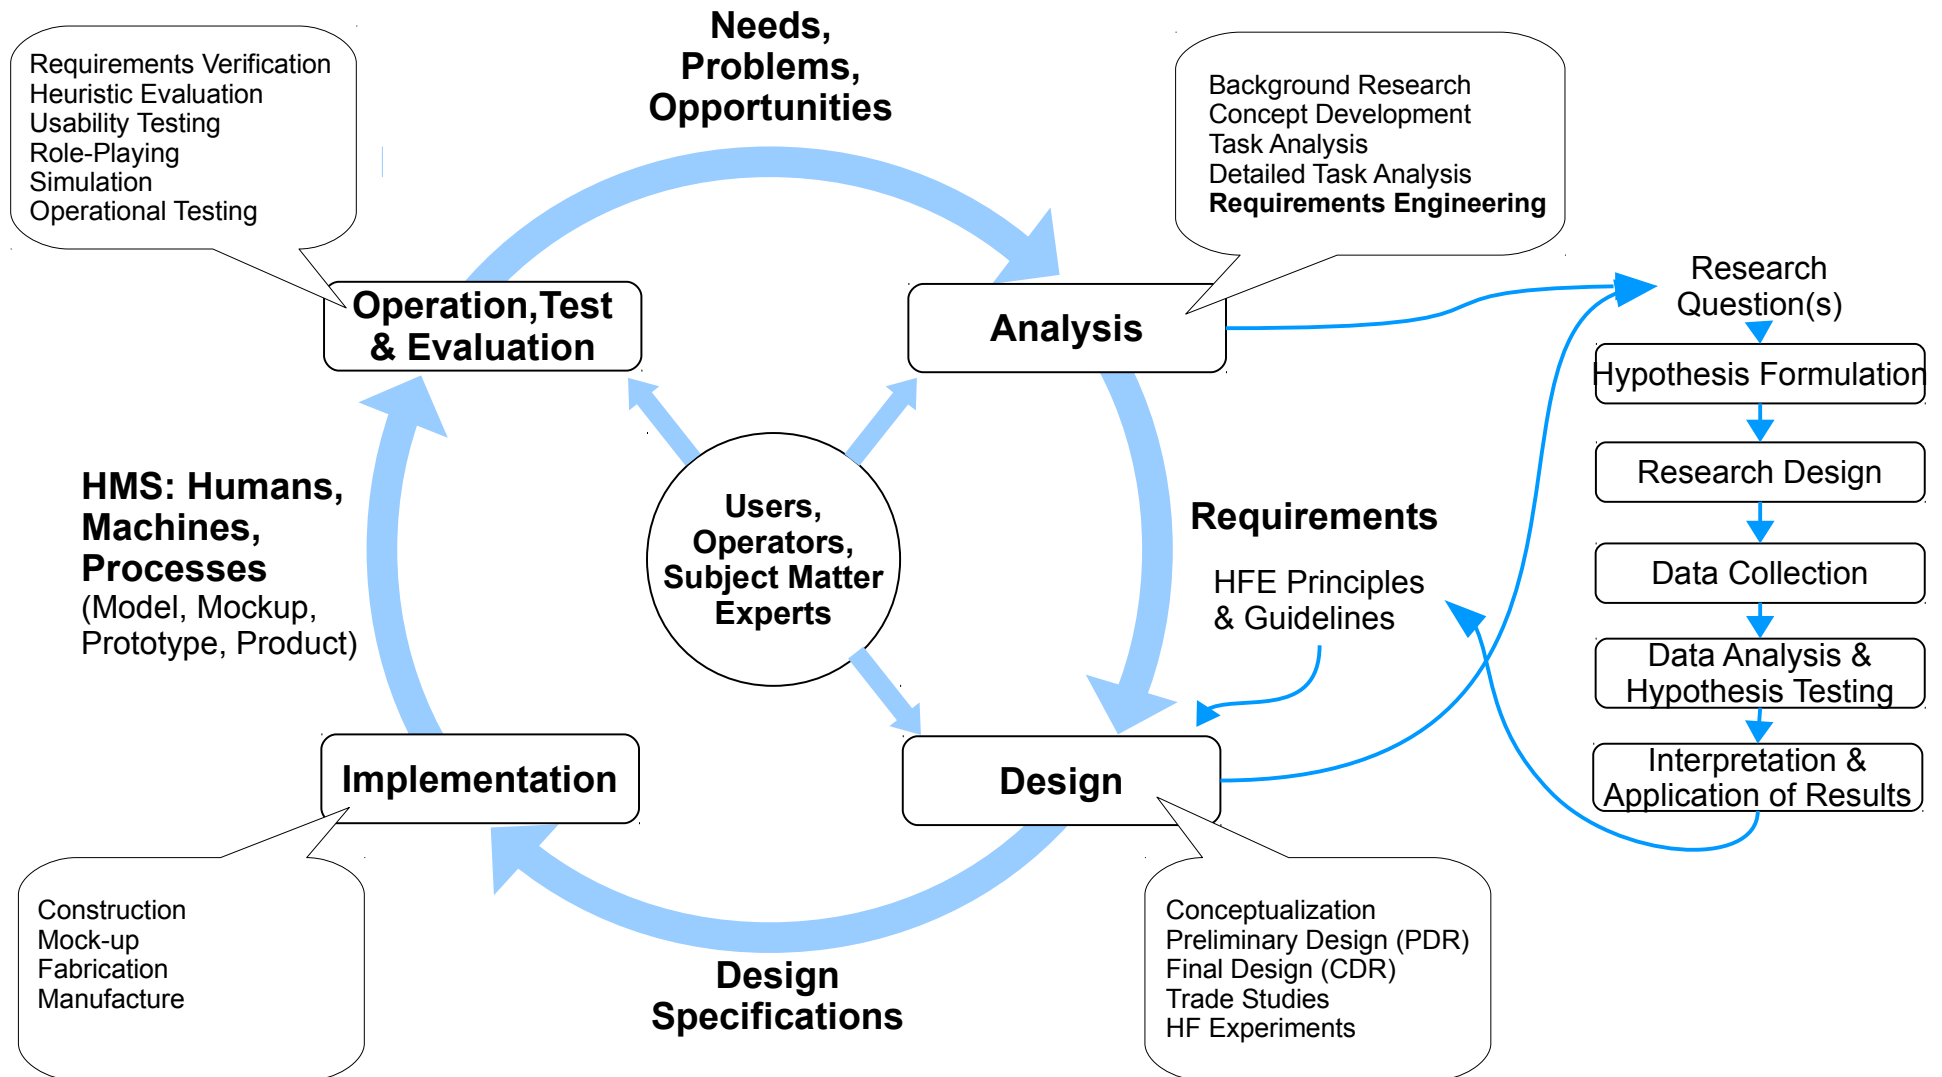 Needs,
Problems,
Opportunities
Requirements Verification
Heuristic Evaluation
Usability Testing
Role-Playing
Simulation
Operational Testing
Background Research
Concept Development
Task Analysis
Detailed Task Analysis
Requirements Engineering
Operation,Test
& Evaluation
Analysis
Research
Question(s)
Hypothesis Formulation
Research Design
Data Collection
Data Analysis &
Hypothesis Testing
Interpretation &
Application of Results
HMS: Humans,
Machines,
Processes
(Model, Mockup,
Prototype, Product)
Users,
Operators,
Subject Matter
Experts
Requirements
HFE Principles
& Guidelines
Implementation
Design
Construction
Mock-up
Fabrication
Manufacture
Design
Specifications
Conceptualization
Preliminary Design (PDR)
Final Design (CDR)
Trade Studies
HF Experiments